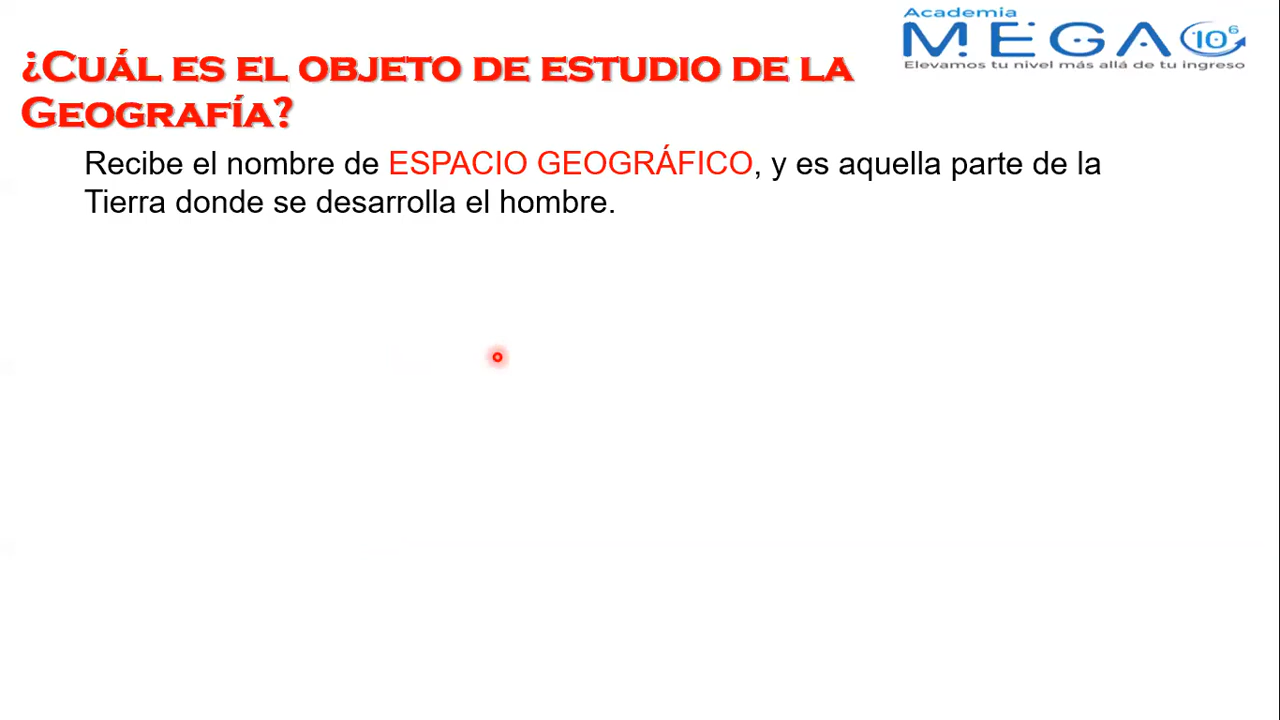 Academia
MEGA 10⁶
Elevamos tu nivel más allá de tu ingreso
¿Cuál es el objeto de estudio de la
Geografía?
Recibe el nombre de ESPACIO GEOGRÁFICO, y es aquella parte de la
Tierra donde se desarrolla el hombre.